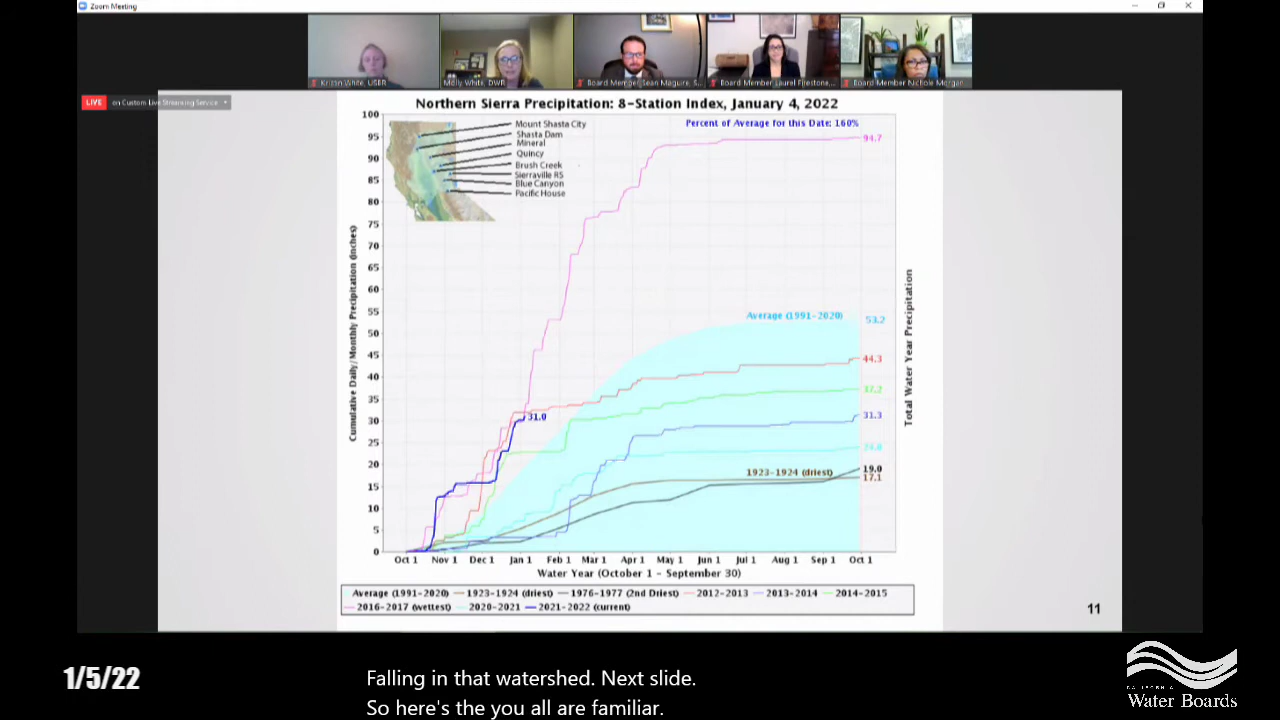 Zoom Meeting
Kristin White, USBR
Molly White, DWR
Board Member Sean Maguire, S...
Board Member Laurel Firestone,...
Board Member Nichole Morgan
LIVE on Custom Live Streaming Service
Northern Sierra Precipitation: 8-Station Index, January 4, 2022
Percent of Average for this Date: 160%
Mount Shasta City
Shasta Dam
Mineral
Quincy
Brush Creek
Sierraville RS
Blue Canyon
Pacific House
Cumulative Daily/Monthly Precipitation (inches)
100
95
90
85
80
75
70
65
60
55
50
45
40
35
30
25
20
15
10
5
0
94.7
Average (1991-2020)
53.2
44.3
37.2
31.3
31.0
24.0
1923-1924 (driest)
19.0
17.1
Total Water Year Precipitation
Oct 1 Nov 1 Dec 1 Jan 1 Feb 1 Mar 1 Apr 1 May 1 Jun 1 Jul 1 Aug 1 Sep 1 Oct 1
Water Year (October 1 - September 30)
Average (1991-2020) 1923-1924 (driest) 1976-1977 (2nd Driest) 2012-2013 2013-2014 2014-2015
2016-2017 (wettest) 2020-2021 2021-2022 (current)
11
1/5/22
Falling in that watershed. Next slide.
So here's the you all are familiar.
CALIFORNIA
Water Boards